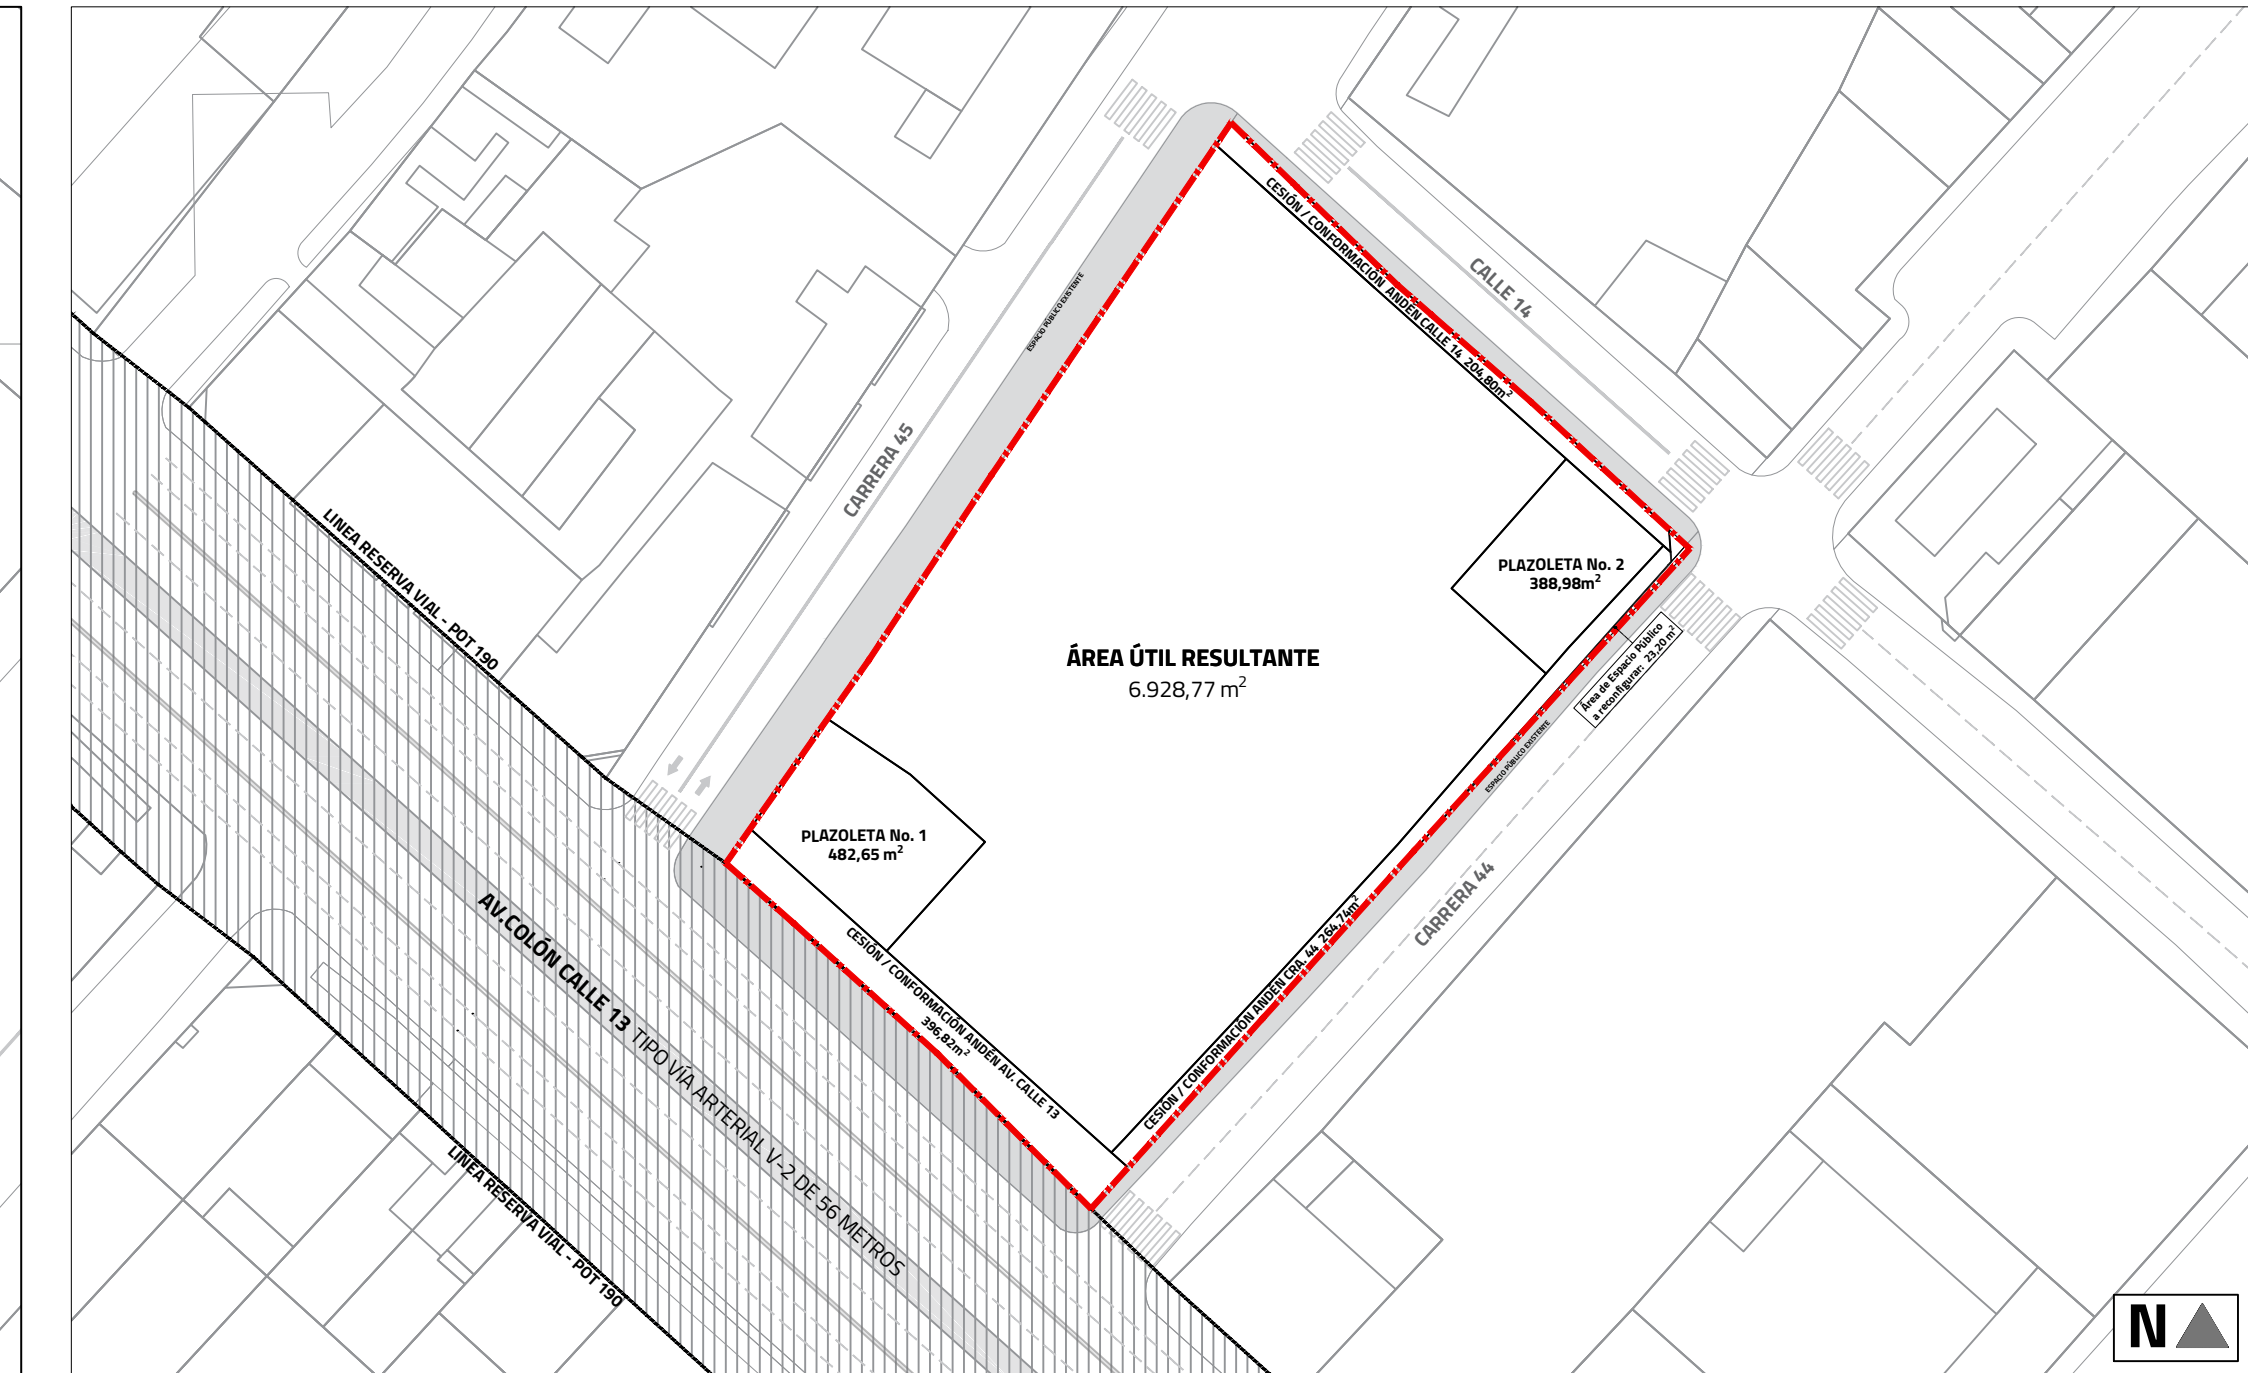 CESIÓN / CONFORMACIÓN ANDÉN CALLE 14 204,80m²
CALLE 14
ESPACIO PÚBLICO EXISTENTE
CARRERA 45
LINEA RESERVA VIAL - POT 190
PLAZOLETA No. 2
388,98m²
ÁREA ÚTIL RESULTANTE
6.928,77 m²
Área de Espacio Público
a reconfigurar: 23,20 m²
ESPACIO PÚBLICO EXISTENTE
PLAZOLETA No. 1
482,65 m²
CARRERA 44
CESIÓN / CONFORMACIÓN ANDÉN CRA. 44 264,74m²
CESIÓN / CONFORMACIÓN ANDÉN AV. CALLE 13
396,82m²
AV.COLÓN CALLE 13 TIPO VÍA ARTERIAL V-2 DE 56 METROS
LINEA RESERVA VIAL - POT 190
N